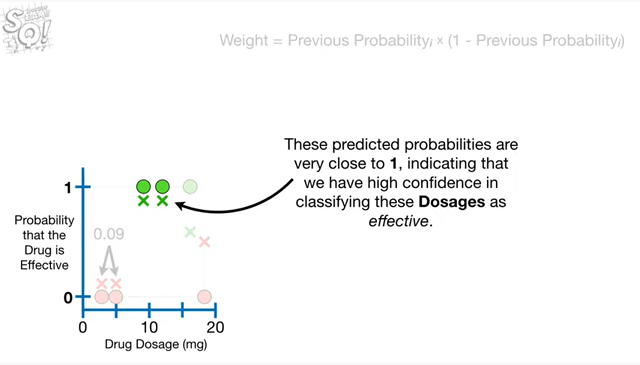 SQ!
Weight = Previous Probabilityi × (1 - Previous Probabilityi)
These predicted probabilities are
very close to 1, indicating that
we have high confidence in
classifying these Dosages as
effective.
1
Probability
that the
Drug is
Effective
0.09
0
0
10
20
Drug Dosage (mg)